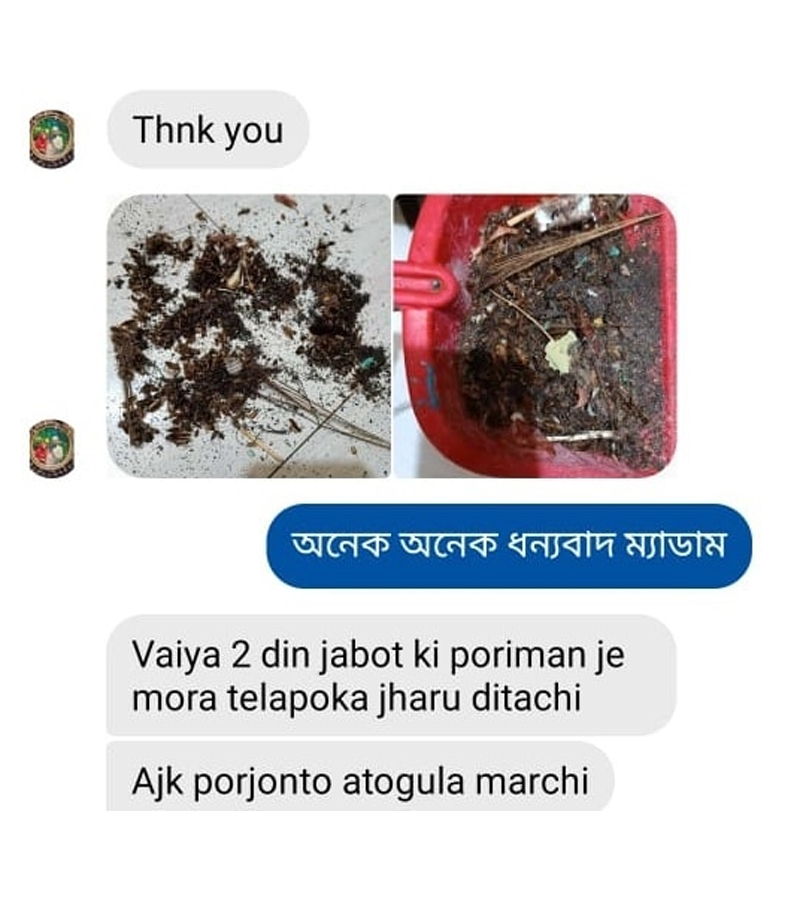 Thnk you
অনেক অনেক ধন্যবাদ ম্যাডাম
Vaiya 2 din jabot ki poriman je
mora telapoka jharu ditachi
Ajk porjonto atogula marchi